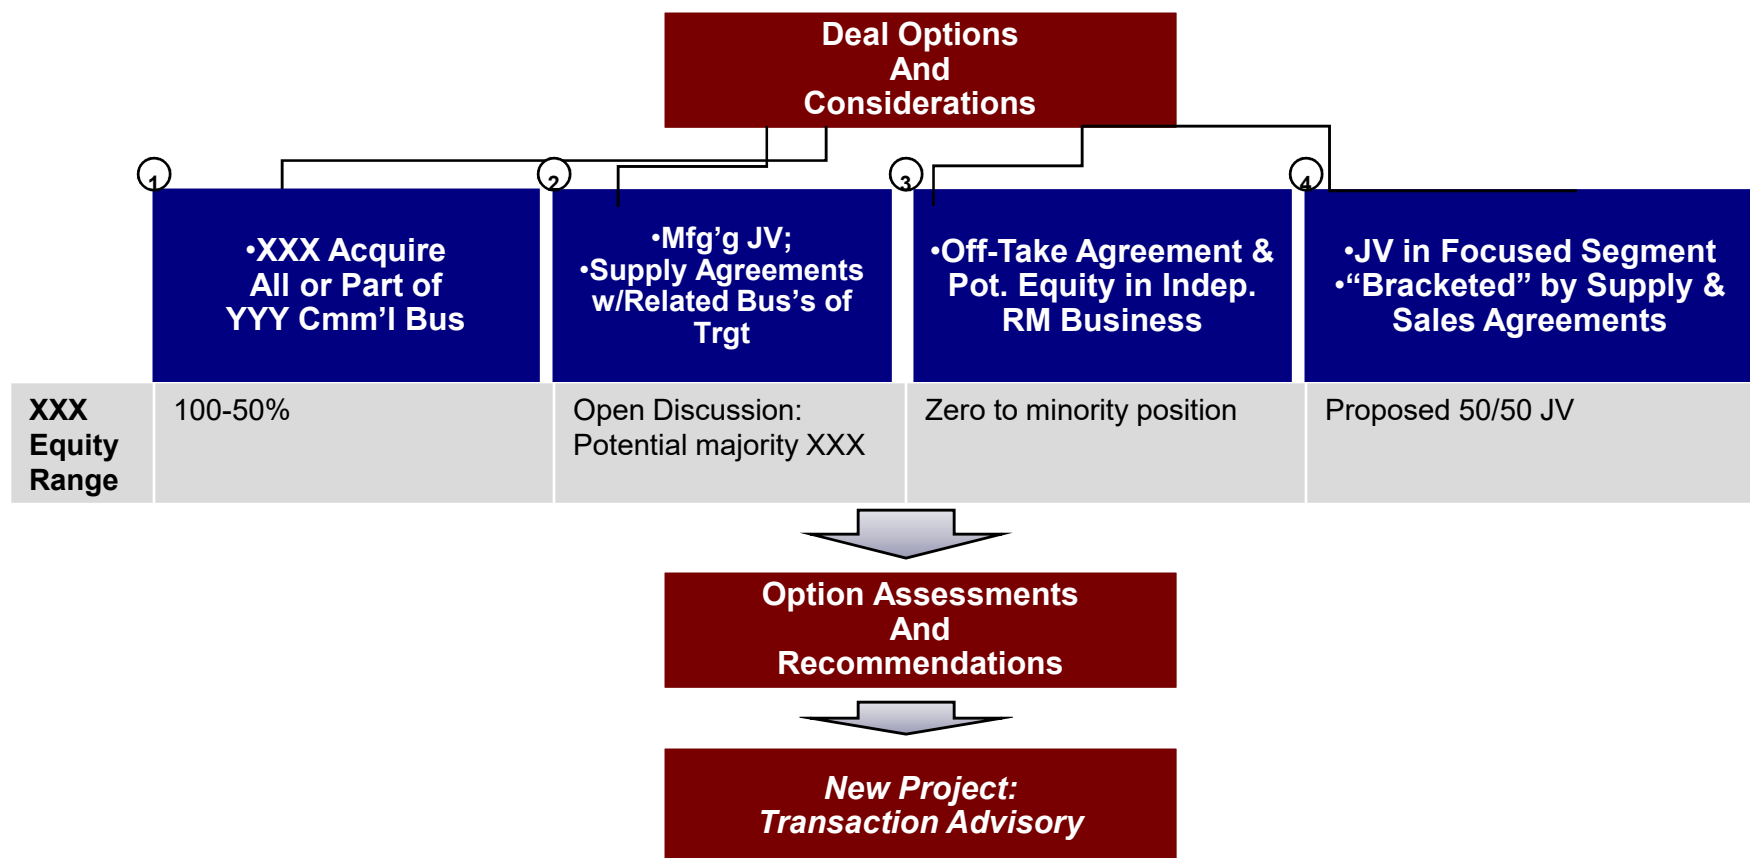 Deal Options
And
Considerations
1
2
3
4
•XXX Acquire
All or Part of
YYY Cmm’l Bus
•Mfg’g JV;
•Supply Agreements
w/Related Bus’s of
Trgt
•Off-Take Agreement &
Pot. Equity in Indep.
RM Business
•JV in Focused Segment
•“Bracketed” by Supply &
Sales Agreements
XXX
Equity
Range
100-50%
Open Discussion:
Potential majority XXX
Zero to minority position
Proposed 50/50 JV
Option Assessments
And
Recommendations
New Project:
Transaction Advisory